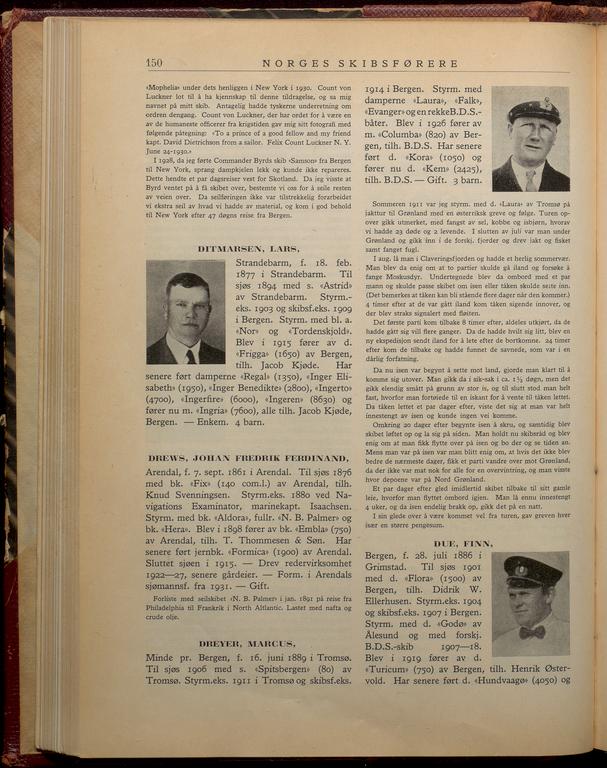 150
NORGES SKIBSFØRERE
«Mophelia» under dets henliggen i New York i 1930. Count von
Luckner lot til å ha kjennskap til denne tildragelse, og sa mig
navnet på mitt skib. Antagelig hadde tyskerne underretning om
ordren dengang. Count von Luckner, der har ordet for å være en
av de humaneste officerer fra krigstiden gav mig sitt fotografi med
følgende påtegning: «To a prince of a good fellow and my friend
kapt. David Dietrichson from a sailor. Felix Count Luckner N. Y.
June 24-1930.»
I 1928, da jeg førte Commander Byrds skib «Samson» fra Bergen
til New York, sprang dampkjelen lekk og kunde ikke repareres.
Dette hendte et par dagsreiser vest for Skotland. Da jeg visste at
Byrd ventet på å få skibet over, bestemte vi oss for å seile resten
av veien over. Da seilføringen ikke var tilstrekkelig forarbeidet
vi ekstra seil av hvad vi hadde av material, og kom i god behold
til New York efter 47 døgns reise fra Bergen.
DITMARSEN, LARS,
Strandebarm, f. 18. feb.
1877 i Strandebarm. Til
sjøs 1894 med s. «Astrid»
av Strandebarm. Styrm.-
eks. 1903 og skibsf.eks. 1909
i Bergen. Styrm. med bl. a.
«Nor» og «Tordenskjold».
Blev i 1915 fører av d.
«Frigga» (1650) av Bergen,
tilh. Jacob Kjøde. Har
senere ført damperne «Regal» (1350), «Inger Eli-
sabeth» (1950), «Inger Benedikte» (2800), «Ingerto»
(4700), «Ingerfire» (6000), «Ingeren» (8630) og
fører nu m. «Ingria» (7600), alle tilh. Jacob Kjøde,
Bergen. — Enkem. 4 barn.
DREWS, JOHAN FREDRIK FERDINAND,
Arendal, f. 7. sept. 1861 i Arendal. Til sjøs 1876
med bk. «Fix» (140 com.l.) av Arendal, tilh.
Knud Svenningsen. Styrm.eks. 1880 ved Na-
vigations Examinator, marinekapt. Isaachsen.
Styrm. med bk. «Aldora», fullr. «N. B. Palmer» og
bk. «Hera». Blev i 1898 fører av bk. «Embla» (750)
av Arendal, tilh. T. Thommesen & Søn. Har
senere ført jernbk. «Formica» (1900) av Arendal.
Sluttet sjøen i 1915. — Drev redervirksomhet
1922—27, senere gårdeier. — Form. i Arendals
sjømannsf. fra 1931. — Gift.
Forliste med seilskibet «N. B. Palmer» i jan. 1891 på reise fra
Philadelphia til Frankrik i North Altlantic. Lastet med nafta og
crude olje.
DREYER, MARCUS,
Minde pr. Bergen, f. 16. juni 1889 i Tromsø.
Til sjøs 1906 med s. «Spitsbergen» (80) av
Tromsø. Styrm.eks. 1911 i Tromsø og skibsf.eks.
1914 i Bergen. Styrm. med
damperne «Laura», «Falk»,
«Evanger» og en rekke B.D.S.-
båter. Blev i 1926 fører av
m. «Columba» (820) av Ber-
gen, tilh. B.D.S. Har senere
ført d. «Kora» (1050) og
fører nu d. «Kem» (2425),
tilh. B.D.S. — Gift. 3 barn.
Sommeren 1911 var jeg styrm. med d. «Laura» av Tromsø på
jakttur til Grønland med en østerriksk greve og følge. Turen op-
over gikk utmerket, med fangst av sel, kobbe og isbjørn, hvorav
vi hadde 23 døde og 2 levende. I slutten av juli var man under
Grønland og gikk inn i de forskj. fjorder og drev jakt og fisket
samt fanget fugl.
I aug. lå man i Claveringsfjorden og hadde et herlig sommervær.
Man blev da enig om at to partier skulde gå iland og forsøke å
fange Moskusdyr. Undertegnede blev da ombord med et par
mann og skulde passe skibet om isen eller tåken skulde sette inn.
(Det bemerkes at tåken kan bli stående flere dager når den kommer.)
4 timer efter at de var gått iland kom tåken sigende innover, og
der blev straks signalert med fløiten.
Det første parti kom tilbake 8 timer efter, aldeles utkjørt, da de
hadde gått sig vill flere ganger. Da de hadde hvilt sig litt, blev en
ny ekspedisjon sendt iland for å lete efter de bortkomne. 24 timer
efter kom de tilbake og hadde funnet de savnede, som var i en
dårlig forfatning.
Da nu isen var begynt å sette mot land, gjorde man klart til å
komme sig utover. Man gikk da i sik-sak i ca. 1½ døgn, men det
gikk elendig smått på grunn av stor is, og til slutt stod man helt
fast, hvorfor man fortøiede til en iskant for å vente til tåken lettet.
Da tåken lettet et par dager efter, viste det sig at man var helt
innestengt av isen og kunde ingen vei komme.
Omkring 20 dager efter begynte isen å skru, og samtidig blev
skibet løftet op og la sig på siden. Man holdt nu skibsråd og blev
enig om at man fikk flytte over på isen og bo der og se tiden an.
Mens man var på isen var man blitt enig om, at hvis det ikke blev
bedre de nærmeste dager, fikk et parti vandre over mot Grønland,
da der ikke var mat nok for alle for en overvintring, og man visste
hvor depoene var på Nord Grønland.
Et par dager efter gled imidlertid skibet tilbake til sitt gamle
leie, hvorfor man flyttet ombord igjen. Man lå ennu innestengt
4 uker, og da isen endelig brakk op, gikk det på en natt.
I sin glede over å være kommet vel fra turen, gav greven hver
især en større pengesum.
DUE, FINN,
Bergen, f. 28. juli 1886 i
Grimstad. Til sjøs 1901
med d. «Flora» (1500) av
Bergen, tilh. Didrik W.
Ellerhusen. Styrm.eks. 1904
og skibsf.eks. 1907 i Bergen.
Styrm. med d. «Godø» av
Ålesund og med forskj.
B.D.S.-skib 1907—18.
Blev i 1919 fører av d.
«Turicum» (750) av Bergen, tilh. Henrik Øster-
vold. Har senere ført d. «Hundvaagø» (4050) og